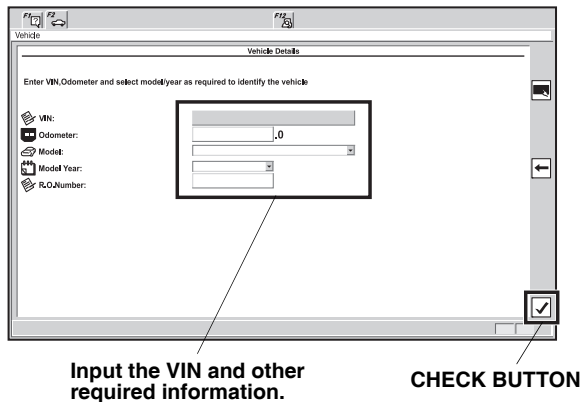 F1 F2 F12
Vehicle
Vehicle Details
Enter VIN,Odometer and select model/year as required to identify the vehicle
VIN:
Odometer: .0
Model:
Model Year:
R.O.Number:
Input the VIN and other
required information.
CHECK BUTTON